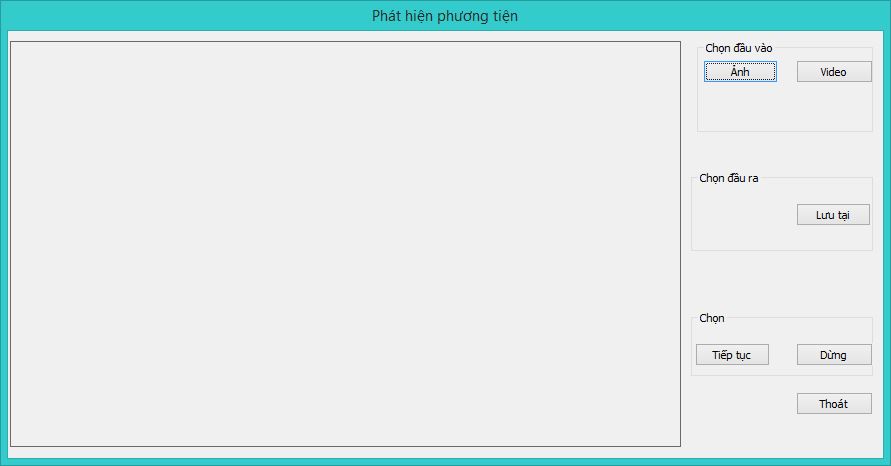 Phát hiện phương tiện
Chọn đầu vào
Ảnh
Video
Chọn đầu ra
Lưu tại
Chọn
Tiếp tục
Dừng
Thoát